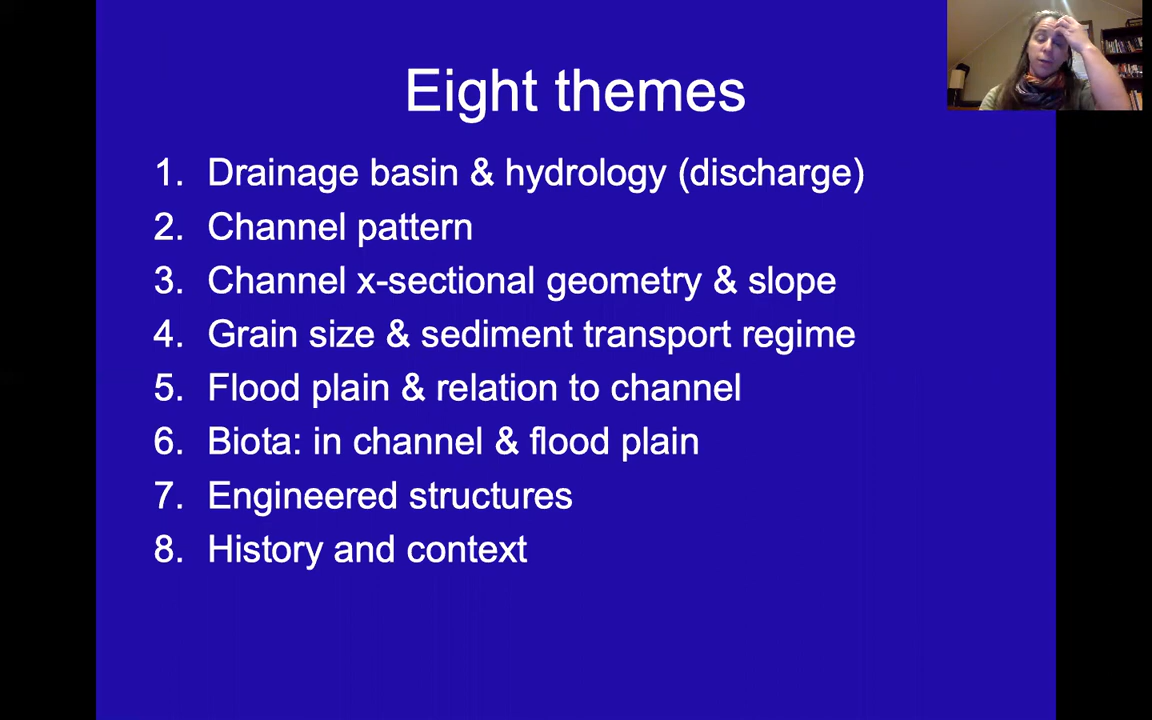 Eight themes
1. Drainage basin & hydrology (discharge)
2. Channel pattern
3. Channel x-sectional geometry & slope
4. Grain size & sediment transport regime
5. Flood plain & relation to channel
6. Biota: in channel & flood plain
7. Engineered structures
8. History and context